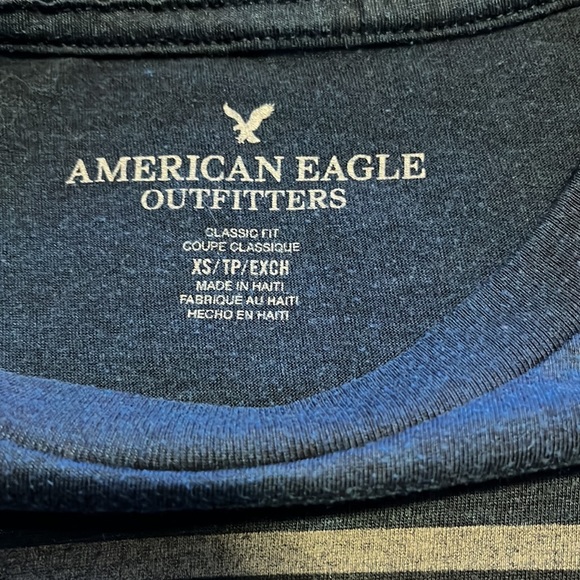 AMERICAN EAGLE
OUTFITTERS
CLASSIC FIT
COUPE CLASSIQUE
XS/TP/EXCH
MADE IN HAITI
FABRIQUE AU HAITI
HECHO EN HAITI